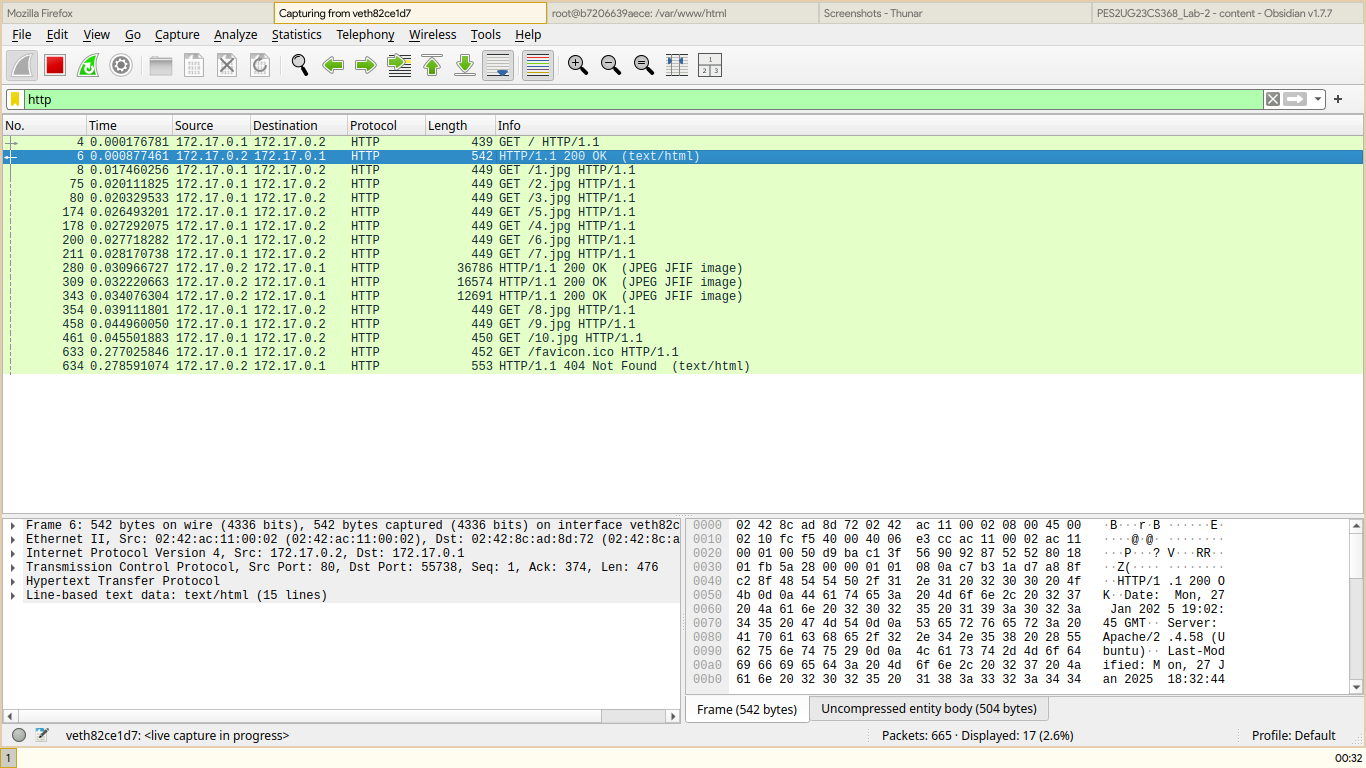 Mozilla Firefox Capturing from veth82ce1d7 root@b7206639aece: /var/www/html Screenshots - Thunar PES2UG23CS368_Lab-2 - content - Obsidian v1.7.7
File Edit View Go Capture Analyze Statistics Telephony Wireless Tools Help
http
No. Time Source Destination Protocol Length Info
4 0.000176781 172.17.0.1 172.17.0.2 HTTP 439 GET / HTTP/1.1
6 0.000877461 172.17.0.2 172.17.0.1 HTTP 542 HTTP/1.1 200 OK (text/html)
8 0.017460256 172.17.0.1 172.17.0.2 HTTP 449 GET /1.jpg HTTP/1.1
75 0.020111825 172.17.0.1 172.17.0.2 HTTP 449 GET /2.jpg HTTP/1.1
80 0.020329533 172.17.0.1 172.17.0.2 HTTP 449 GET /3.jpg HTTP/1.1
174 0.026493201 172.17.0.1 172.17.0.2 HTTP 449 GET /5.jpg HTTP/1.1
178 0.027292075 172.17.0.1 172.17.0.2 HTTP 449 GET /4.jpg HTTP/1.1
200 0.027718282 172.17.0.1 172.17.0.2 HTTP 449 GET /6.jpg HTTP/1.1
211 0.028170738 172.17.0.1 172.17.0.2 HTTP 449 GET /7.jpg HTTP/1.1
280 0.030966727 172.17.0.2 172.17.0.1 HTTP 36786 HTTP/1.1 200 OK (JPEG JFIF image)
309 0.032220663 172.17.0.2 172.17.0.1 HTTP 16574 HTTP/1.1 200 OK (JPEG JFIF image)
343 0.034076304 172.17.0.2 172.17.0.1 HTTP 12691 HTTP/1.1 200 OK (JPEG JFIF image)
354 0.039111801 172.17.0.1 172.17.0.2 HTTP 449 GET /8.jpg HTTP/1.1
458 0.044960050 172.17.0.1 172.17.0.2 HTTP 449 GET /9.jpg HTTP/1.1
461 0.045501883 172.17.0.1 172.17.0.2 HTTP 450 GET /10.jpg HTTP/1.1
633 0.277025846 172.17.0.1 172.17.0.2 HTTP 452 GET /favicon.ico HTTP/1.1
634 0.278591074 172.17.0.2 172.17.0.1 HTTP 553 HTTP/1.1 404 Not Found (text/html)
Frame 6: 542 bytes on wire (4336 bits), 542 bytes captured (4336 bits) on interface veth82c
Ethernet II, Src: 02:42:ac:11:00:02 (02:42:ac:11:00:02), Dst: 02:42:8c:ad:8d:72 (02:42:8c:a
Internet Protocol Version 4, Src: 172.17.0.2, Dst: 172.17.0.1
Transmission Control Protocol, Src Port: 80, Dst Port: 55738, Seq: 1, Ack: 374, Len: 476
Hypertext Transfer Protocol
Line-based text data: text/html (15 lines)
0000 02 42 8c ad 8d 72 02 42 ac 11 00 02 08 00 45 00 ·B···r·B ······E·
0010 02 10 fc f5 40 00 40 06 e3 cc ac 11 00 02 ac 11 ····@·@· ········
0020 00 01 00 50 d9 ba c1 3f 56 90 92 87 52 52 80 18 ···P···? V···RR··
0030 01 fb 5a 28 00 00 01 01 08 0a c7 b3 1a d7 a8 8f ··Z(···· ········
0040 c2 8f 48 54 54 50 2f 31 2e 31 20 32 30 30 20 4f ··HTTP/1 .1 200 O
0050 4b 0d 0a 44 61 74 65 3a 20 4d 6f 6e 2c 20 32 37 K··Date: Mon, 27
0060 20 4a 61 6e 20 32 30 32 35 20 31 39 3a 30 32 3a Jan 202 5 19:02:
0070 34 35 20 47 4d 54 0d 0a 53 65 72 76 65 72 3a 20 45 GMT·· Server:
0080 41 70 61 63 68 65 2f 32 2e 34 2e 35 38 20 28 55 Apache/2 .4.58 (U
0090 62 75 6e 74 75 29 0d 0a 4c 61 73 74 2d 4d 6f 64 buntu)·· Last-Mod
00a0 69 66 69 65 64 3a 20 4d 6f 6e 2c 20 32 37 20 4a ified: M on, 27 J
00b0 61 6e 20 32 30 32 35 20 31 38 3a 33 32 3a 34 34 an 2025 18:32:44
Frame (542 bytes) Uncompressed entity body (504 bytes)
veth82ce1d7: <live capture in progress> Packets: 665 · Displayed: 17 (2.6%) Profile: Default
1 00:32